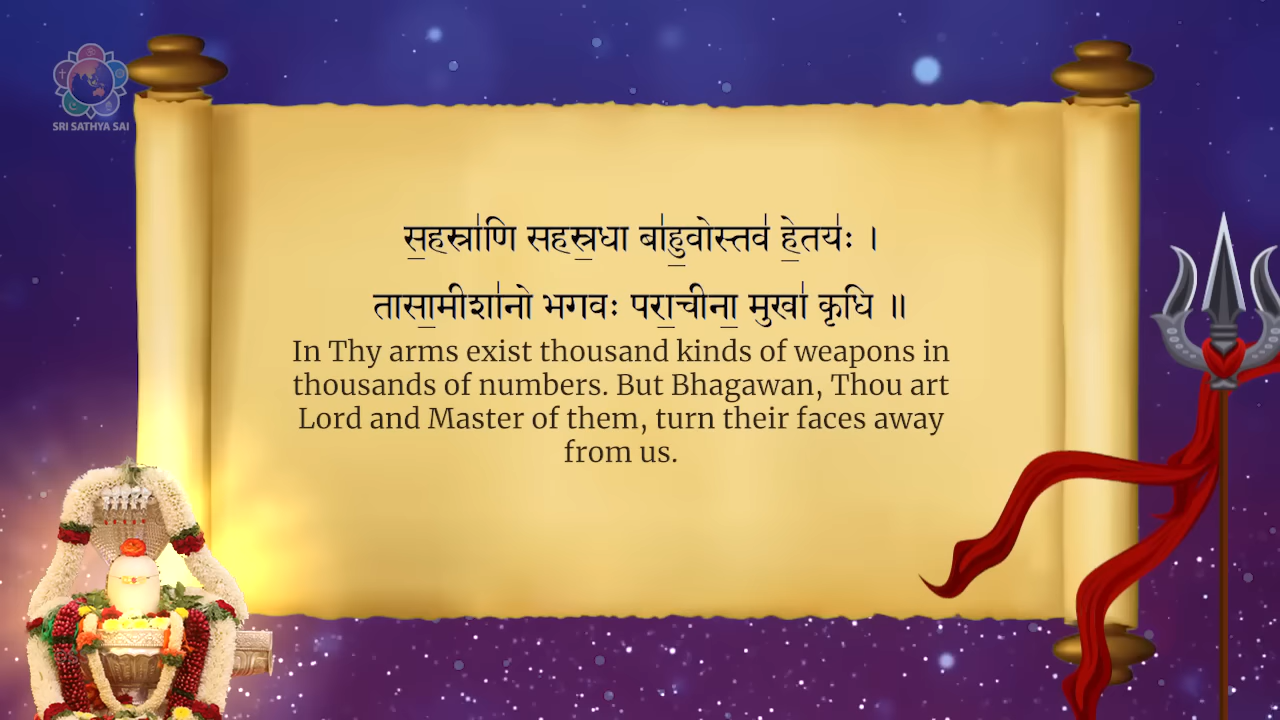 SRI SATHYA SAI
स॒हस्रा॑णि सहस्र॒धा बा॑हु॒वोस्तव॑ हे॒तय॑ः ।
तासा॒मीशा॑नो भगवः परा॒चीना॒ मुखा॑ कृधि ॥
In Thy arms exist thousand kinds of weapons in
thousands of numbers. But Bhagawan, Thou art
Lord and Master of them, turn their faces away
from us.